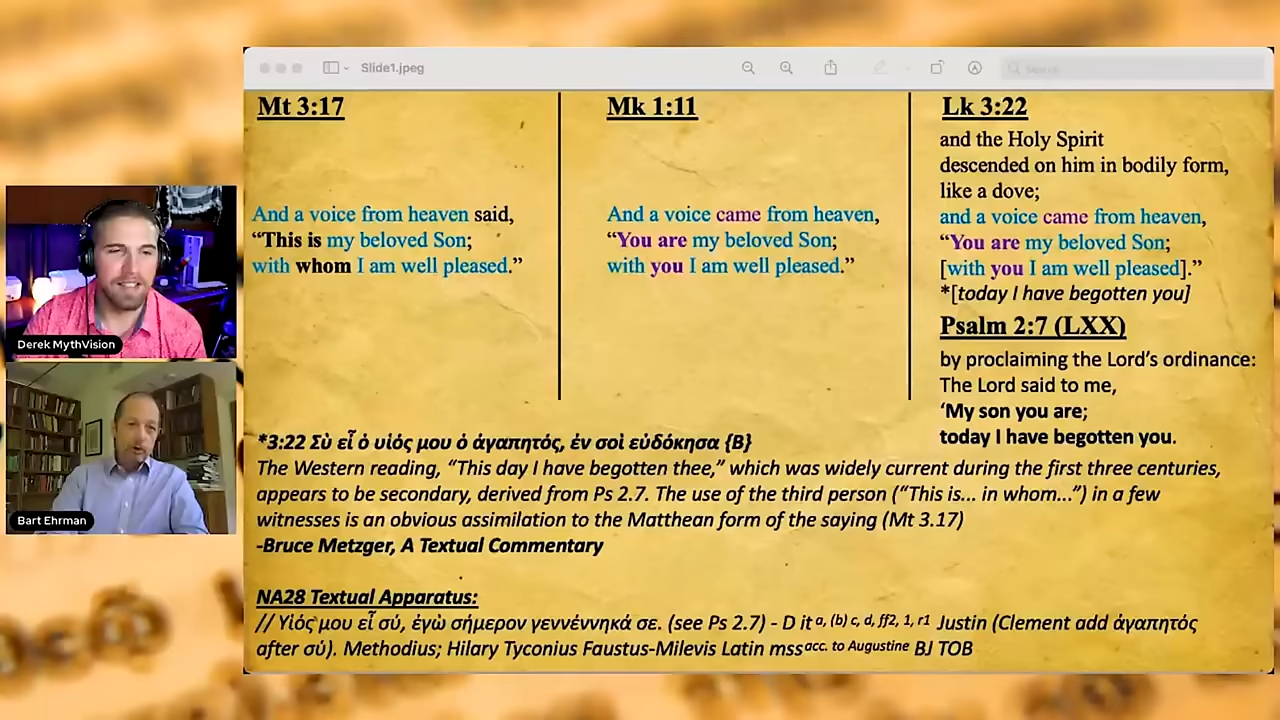 Slide1.jpeg
Search
Mt 3:17
And a voice from heaven said,
“This is my beloved Son;
with whom I am well pleased.”
Mk 1:11
And a voice came from heaven,
“You are my beloved Son;
with you I am well pleased.”
Lk 3:22
and the Holy Spirit
descended on him in bodily form,
like a dove;
and a voice came from heaven,
“You are my beloved Son;
[with you I am well pleased].”
*[today I have begotten you]
Psalm 2:7 (LXX)
by proclaiming the Lord’s ordinance:
The Lord said to me,
‘My son you are;
today I have begotten you.
*3:22 Σὺ εἶ ὁ υἱός μου ὁ ἀγαπητός, ἐν σοὶ εὐδόκησα {B}
The Western reading, “This day I have begotten thee,” which was widely current during the first three centuries,
appears to be secondary, derived from Ps 2.7. The use of the third person (“This is... in whom...”) in a few
witnesses is an obvious assimilation to the Matthean form of the saying (Mt 3.17)
-Bruce Metzger, A Textual Commentary
NA28 Textual Apparatus:
// Υἱός μου εἶ σύ, ἐγὼ σήμερον γεννέννηκά σε. (see Ps 2.7) - D it a, (b) c, d, ff2, 1, r1 Justin (Clement add ἀγαπητός
after σύ). Methodius; Hilary Tyconius Faustus-Milevis Latin mss acc. to Augustine BJ TOB
Derek MythVision
Bart Ehrman